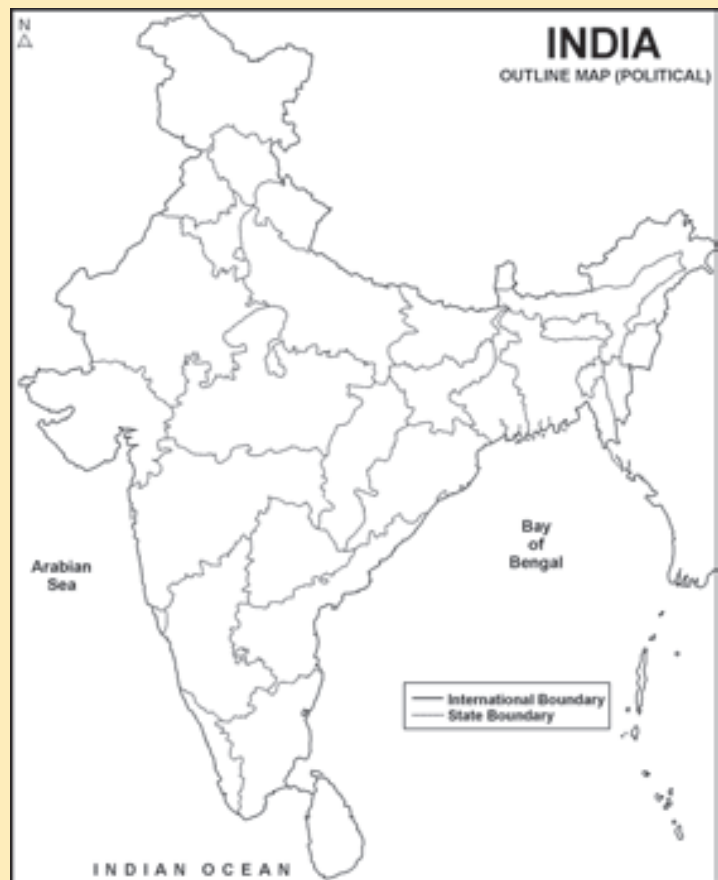 N
INDIA
OUTLINE MAP (POLITICAL)
Arabian
Sea
Bay
of
Bengal
International Boundary
State Boundary
INDIAN OCEAN